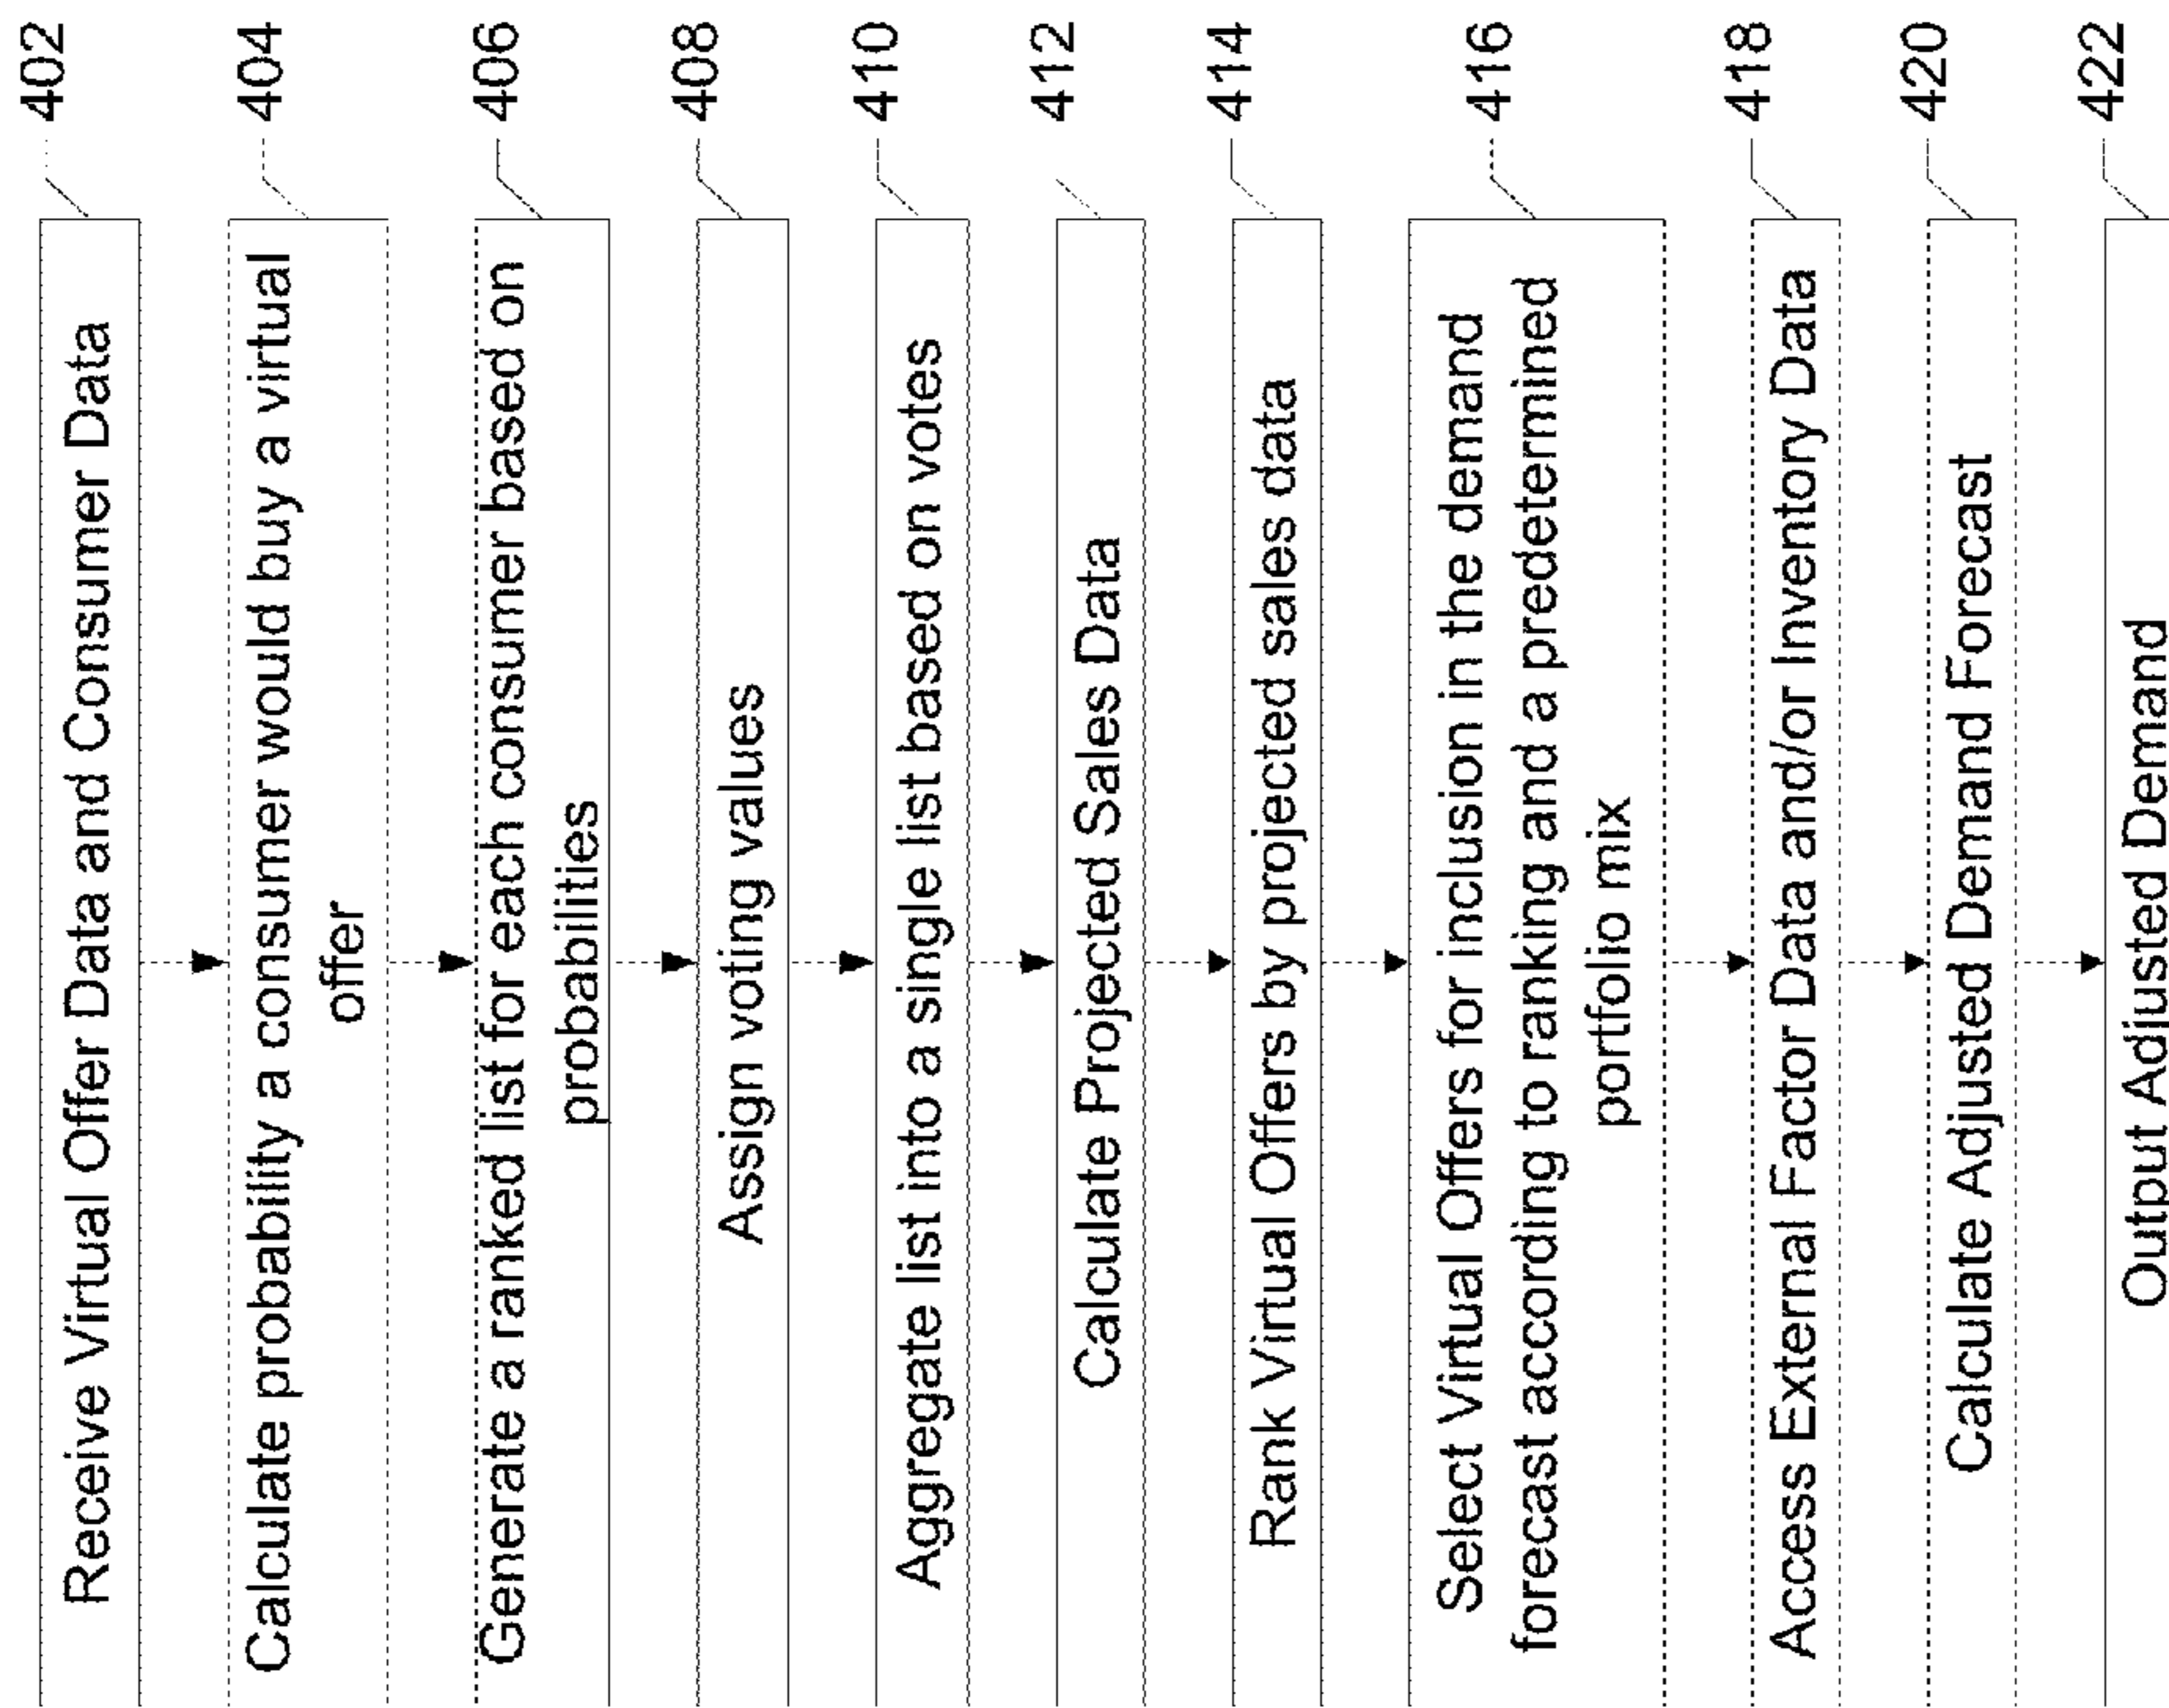 Receive Virtual Offer Data and Consumer Data
402
Calculate probability a consumer would buy a virtual
offer
404
Generate a ranked list for each consumer based on
probabilities
406
Assign voting values
408
Aggregate list into a single list based on votes
410
Calculate Projected Sales Data
412
Rank Virtual Offers by projected sales data
414
Select Virtual Offers for inclusion in the demand
forecast according to ranking and a predetermined
portfolio mix
416
Access External Factor Data and/or Inventory Data
418
Calculate Adjusted Demand Forecast
420
Output Adjusted Demand
422